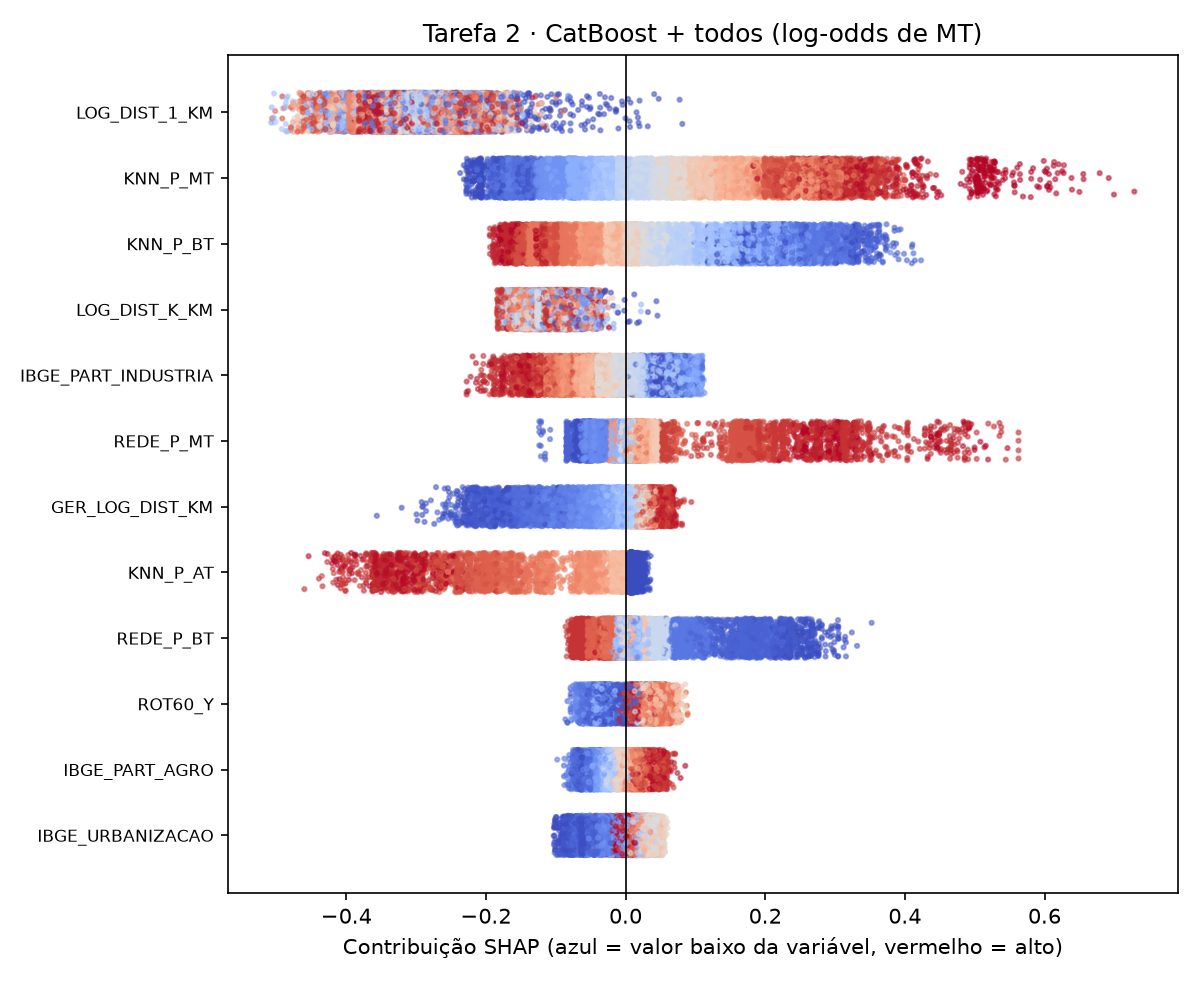 Tarefa 2 · CatBoost + todos (log-odds de MT)
LOG_DIST_1_KM
KNN_P_MT
KNN_P_BT
LOG_DIST_K_KM
IBGE_PART_INDUSTRIA
REDE_P_MT
GER_LOG_DIST_KM
KNN_P_AT
REDE_P_BT
ROT60_Y
IBGE_PART_AGRO
IBGE_URBANIZACAO
−0.4 −0.2 0.0 0.2 0.4 0.6
Contribuição SHAP (azul = valor baixo da variável, vermelho = alto)